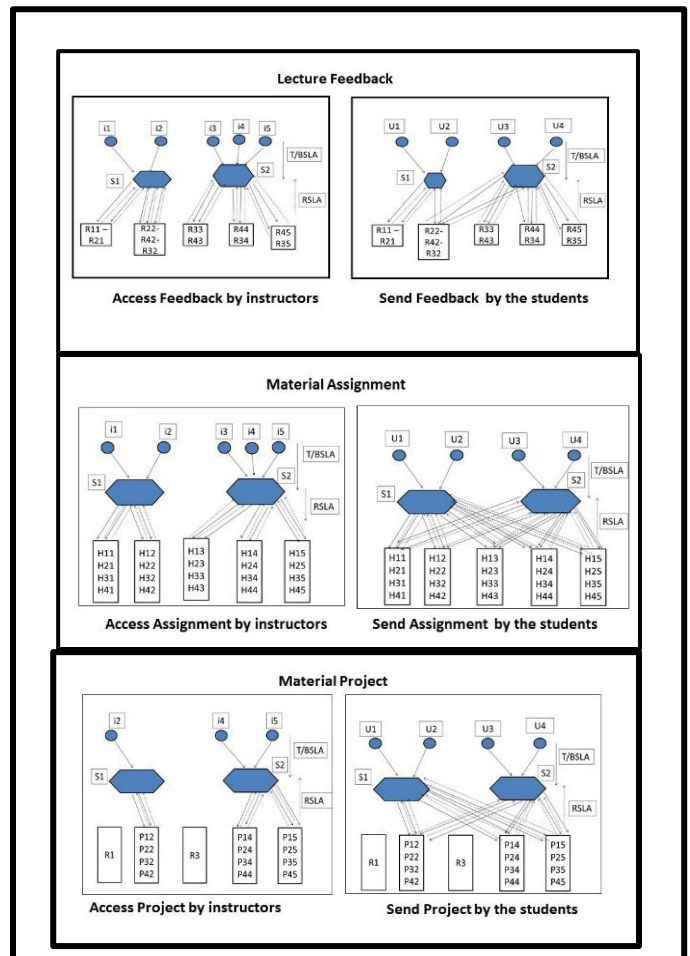 Lecture Feedback
i1
i2
i3
i4
i5
T/BSLA
S1
S2
RSLA
R11 –
R21
R22-
R42-
R32
R33
R43
R44
R34
R45
R35
Access Feedback by instructors
U1
U2
U3
U4
T/BSLA
S1
S2
RSLA
R11 –
R21
R22-
R42-
R32
R33
R43
R44
R34
R45
R35
Send Feedback by the students
Material Assignment
i1
i2
i3
i4
i5
T/BSLA
S1
S2
RSLA
H11
H21
H31
H41
H12
H22
H32
H42
H13
H23
H33
H43
H14
H24
H34
H44
H15
H25
H35
H45
Access Assignment by instructors
U1
U2
U3
U4
T/BSLA
S1
S2
RSLA
H11
H21
H31
H41
H12
H22
H32
H42
H13
H23
H33
H43
H14
H24
H34
H44
H15
H25
H35
H45
Send Assignment by the students
Material Project
i2
i4
i5
T/BSLA
S1
S2
RSLA
R1
P12
P22
P32
P42
R3
P14
P24
P34
P44
P15
P25
P35
P45
Access Project by instructors
U1
U2
U3
U4
T/BSLA
S1
S2
RSLA
R1
P12
P22
P32
P42
R3
P14
P24
P34
P44
P15
P25
P35
P45
Send Project by the students